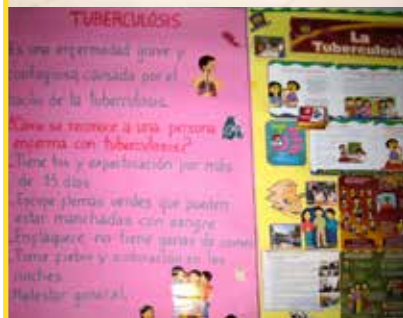 TUBERCULOSIS
Es una enfermedad grave y
contagiosa causada por el
bacilo de la tuberculosis.
¿Cómo se reconoce a una persona
enferma con tuberculosis?
Tiene tos y expectoración por más
de 15 días
Escupe flemas verdes que pueden
estar manchadas con sangre
Enflaquece no tiene ganas de comer
Tiene fiebre y sudoración en las
noches
Malestar general.
La
Tuberculosis